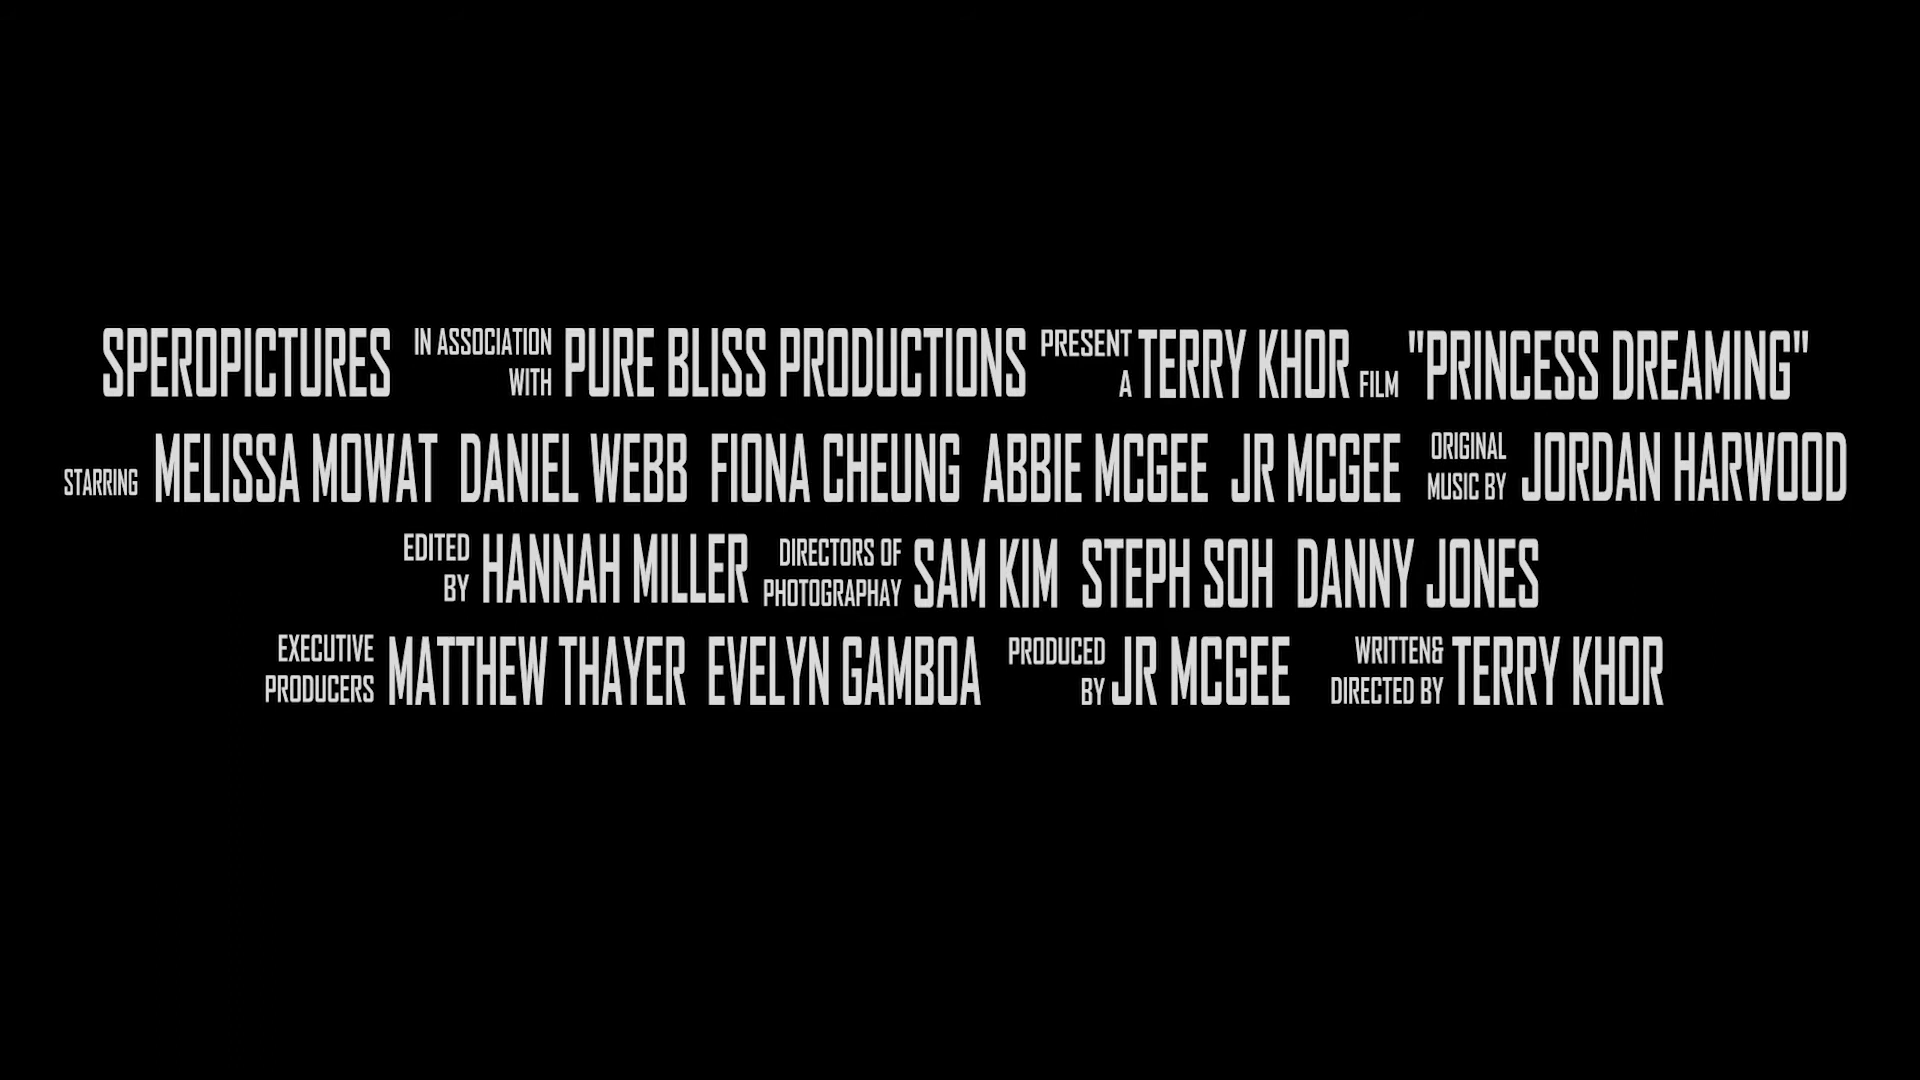 SPEROPICTURES IN ASSOCIATION WITH PURE BLISS PRODUCTIONS PRESENT A TERRY KHOR FILM "PRINCESS DREAMING"
STARRING MELISSA MOWAT DANIEL WEBB FIONA CHEUNG ABBIE MCGEE JR MCGEE ORIGINAL MUSIC BY JORDAN HARWOOD
EDITED BY HANNAH MILLER DIRECTORS OF PHOTOGRAPHAY SAM KIM STEPH SOH DANNY JONES
EXECUTIVE PRODUCERS MATTHEW THAYER EVELYN GAMBOA PRODUCED BY JR MCGEE WRITTEN& DIRECTED BY TERRY KHOR